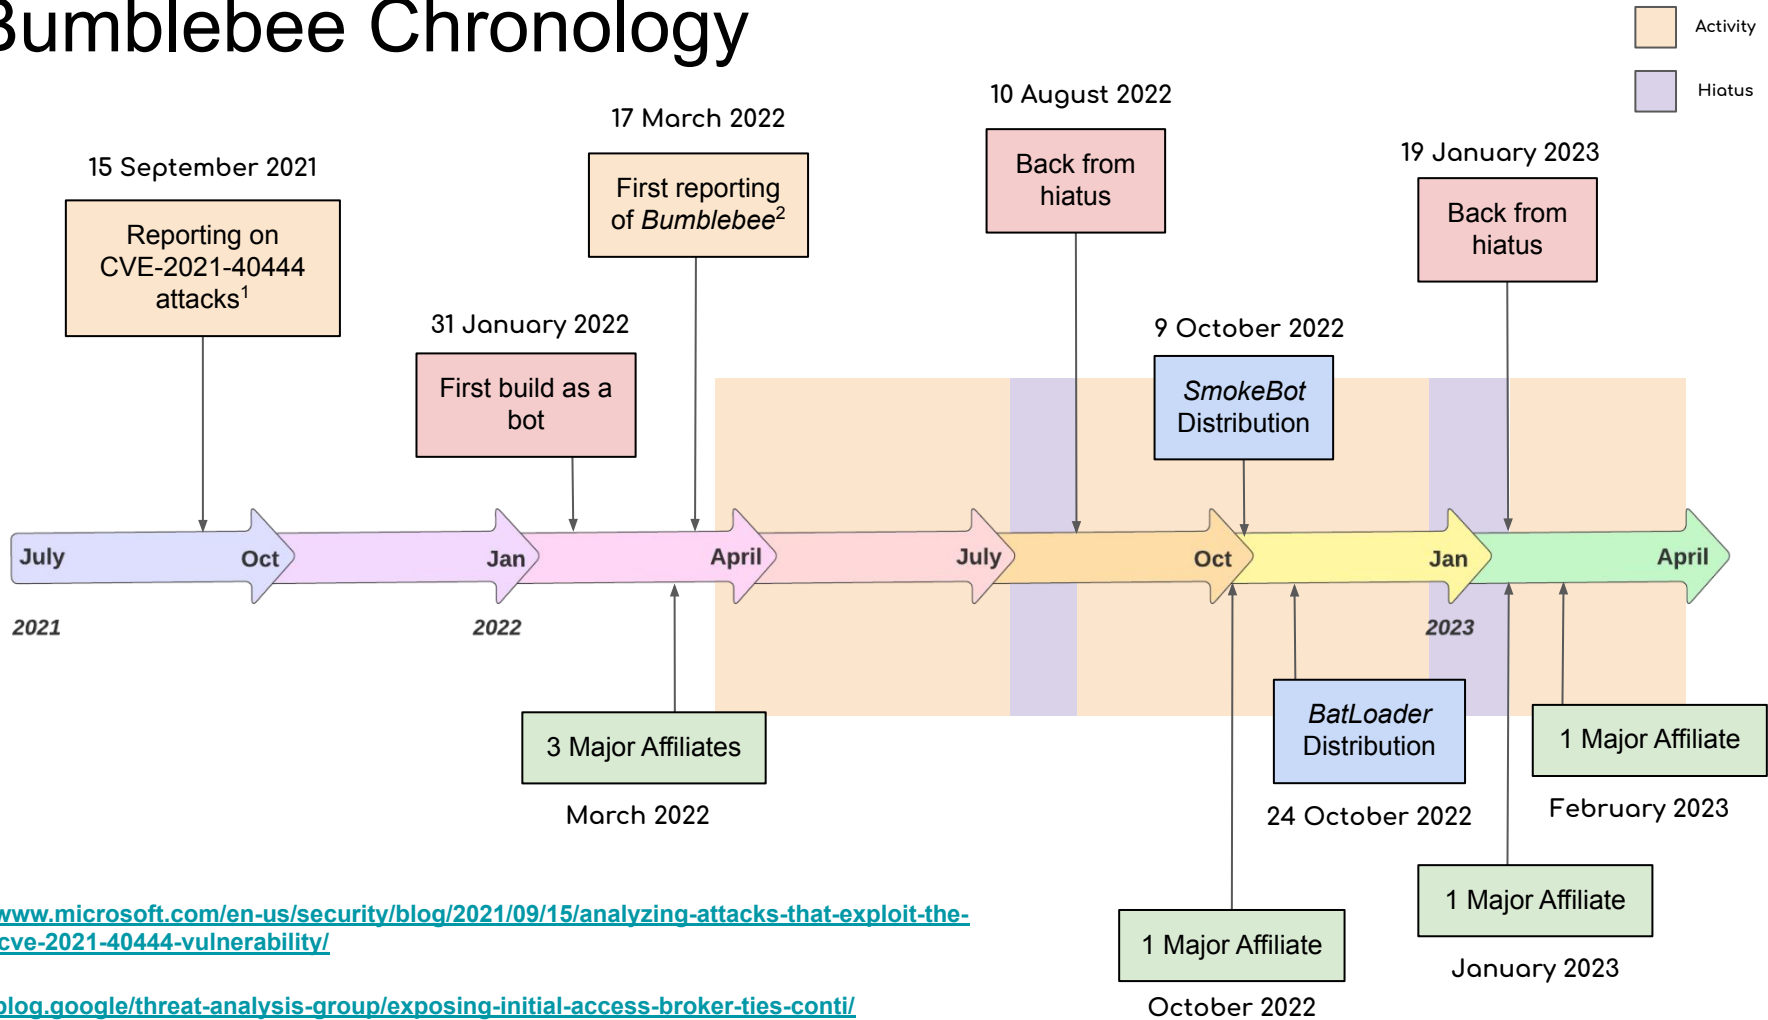 Bumblebee Chronology
Activity
Hiatus
15 September 2021
Reporting on
CVE-2021-40444
attacks1
31 January 2022
First build as a
bot
17 March 2022
First reporting
of Bumblebee2
10 August 2022
Back from
hiatus
9 October 2022
SmokeBot
Distribution
19 January 2023
Back from
hiatus
July
Oct
Jan
April
July
Oct
Jan
April
2021
2022
2023
3 Major Affiliates
March 2022
1 Major Affiliate
October 2022
BatLoader
Distribution
24 October 2022
1 Major Affiliate
January 2023
1 Major Affiliate
February 2023
www.microsoft.com/en-us/security/blog/2021/09/15/analyzing-attacks-that-exploit-the-
cve-2021-40444-vulnerability/
blog.google/threat-analysis-group/exposing-initial-access-broker-ties-conti/